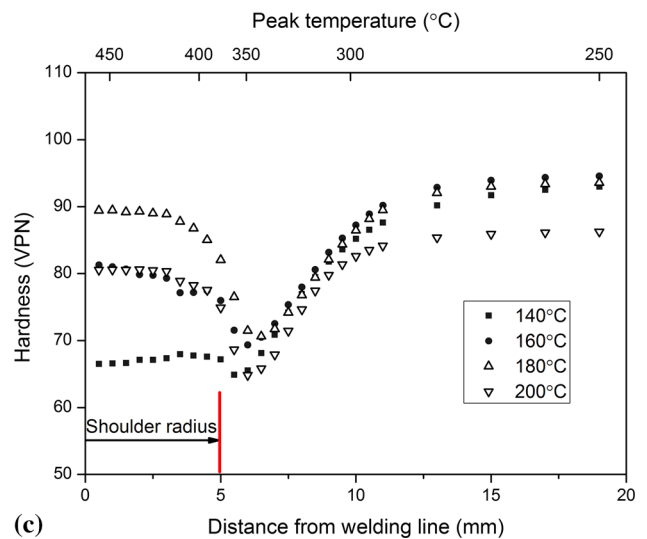 Peak temperature (°C)
450 400 350 300 250
110
100
90
80
70
60
50
Hardness (VPN)
140°C
160°C
180°C
200°C
Shoulder radius
0 5 10 15 20
(c)
Distance from welding line (mm)